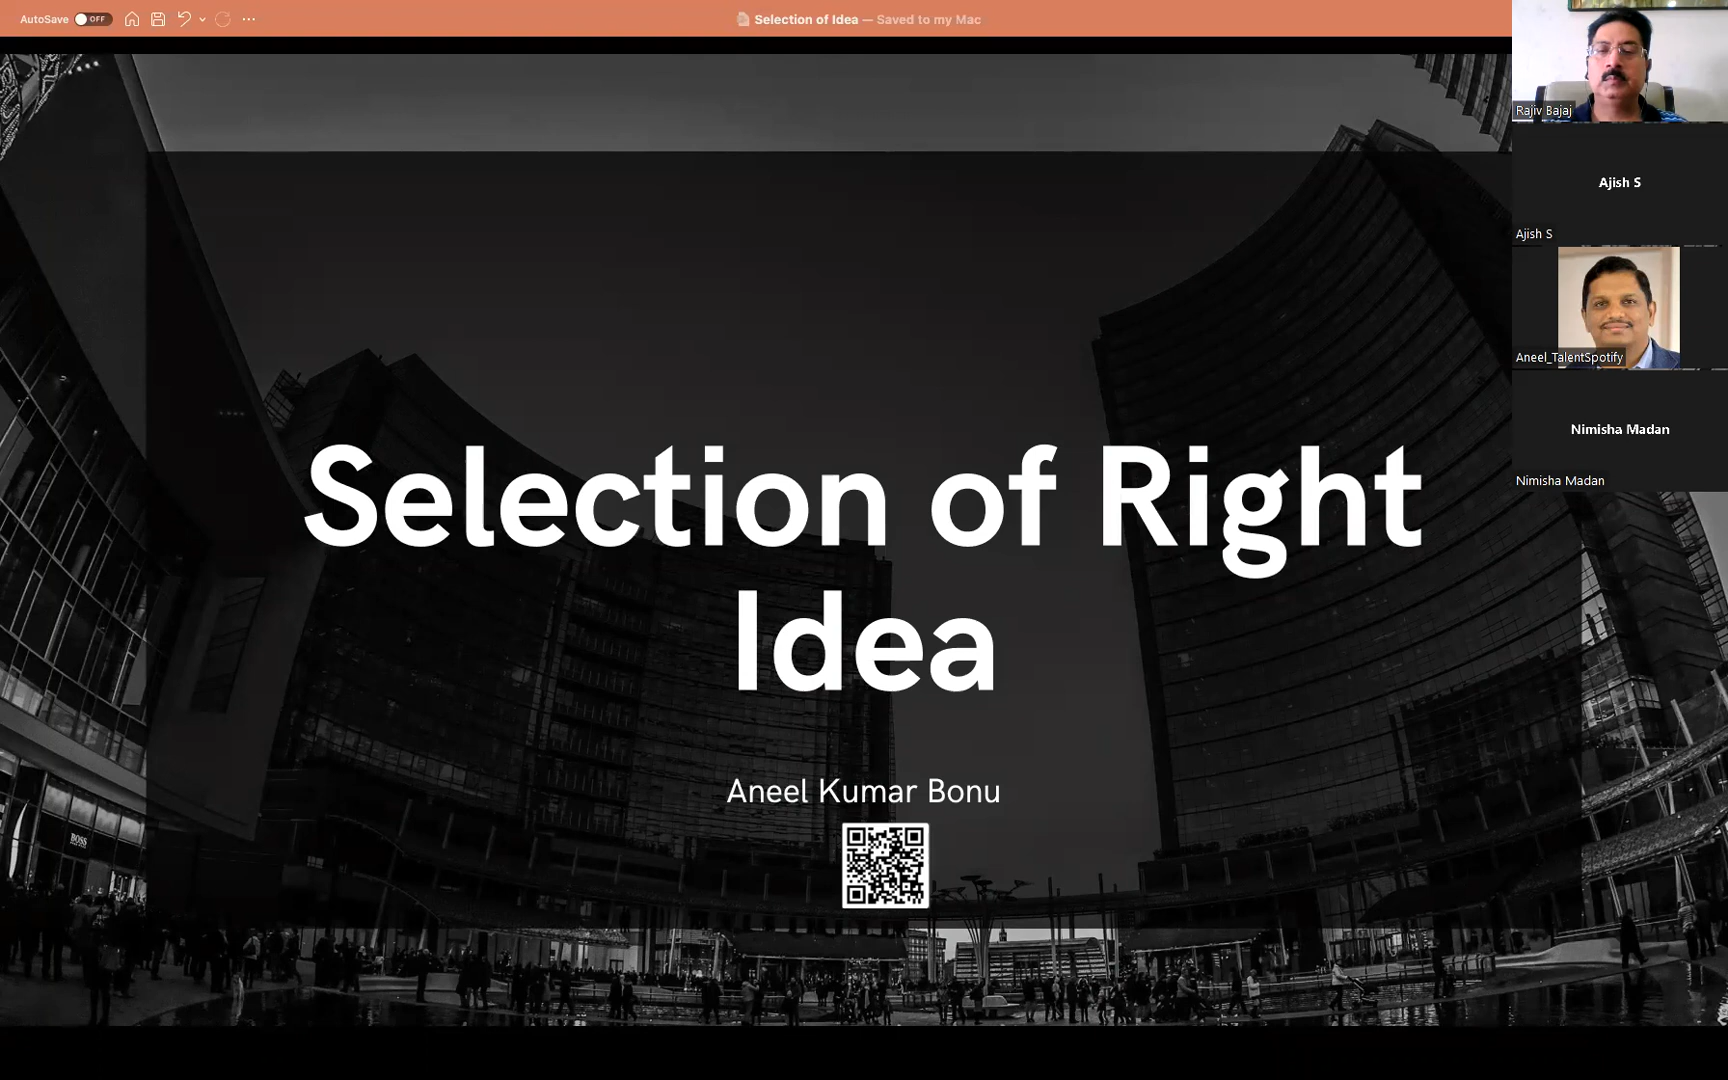 AutoSave OFF
Selection of Idea — Saved to my Mac
Rajiv Bajaj
Ajish S
Ajish S
Aneel_TalentSpotify
Nimisha Madan
Nimisha Madan
Selection of Right
Idea
Aneel Kumar Bonu
BOSS